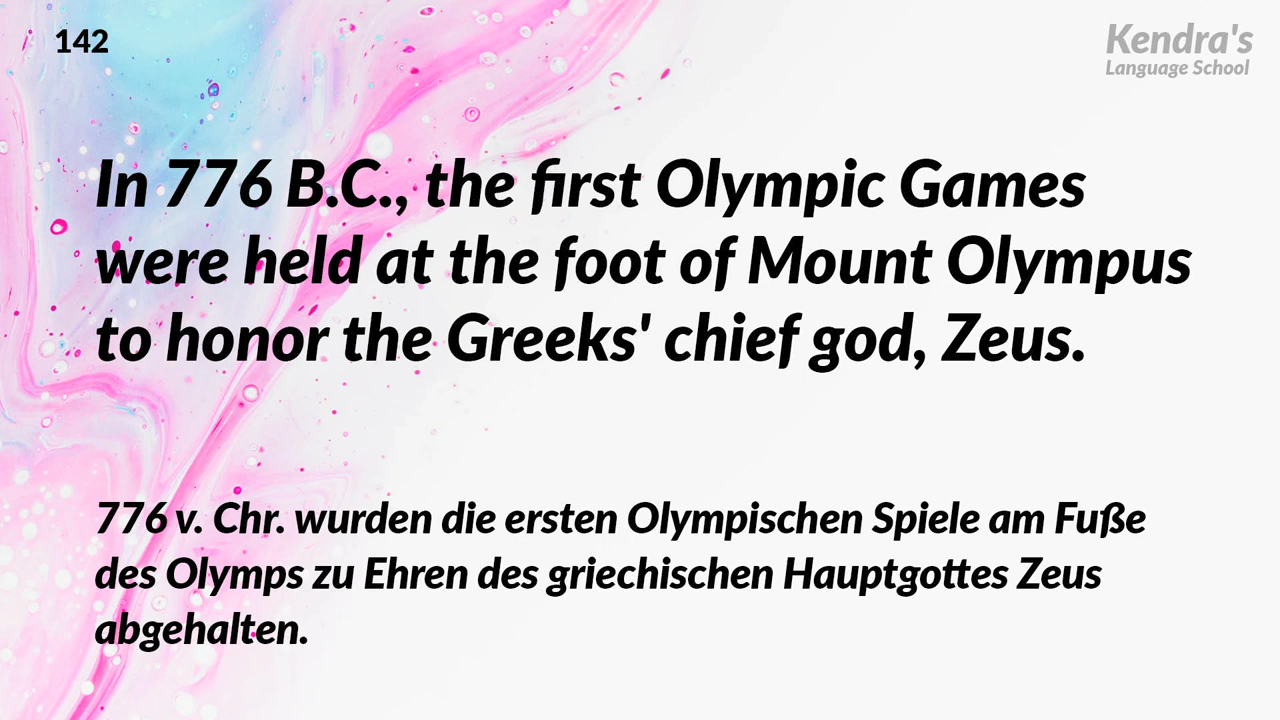 142
Kendra's
Language School
In 776 B.C., the first Olympic Games
were held at the foot of Mount Olympus
to honor the Greeks' chief god, Zeus.
776 v. Chr. wurden die ersten Olympischen Spiele am Fuße
des Olymps zu Ehren des griechischen Hauptgottes Zeus
abgehalten.